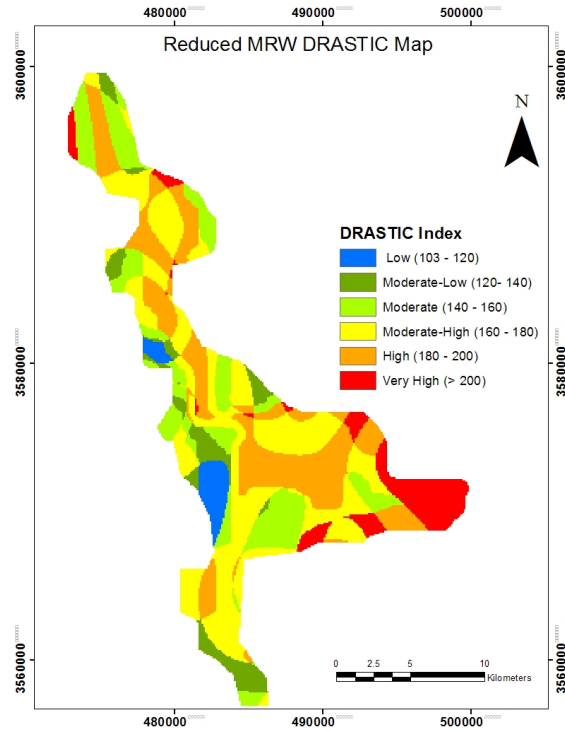 480000 490000 500000
Reduced MRW DRASTIC Map
3600000 3600000
N
DRASTIC Index
Low (103 - 120)
Moderate-Low (120- 140)
Moderate (140 - 160)
Moderate-High (160 - 180)
High (180 - 200)
Very High (> 200)
3580000 3580000
3560000 3560000
0 2.5 5 10
Kilometers
480000 490000 500000